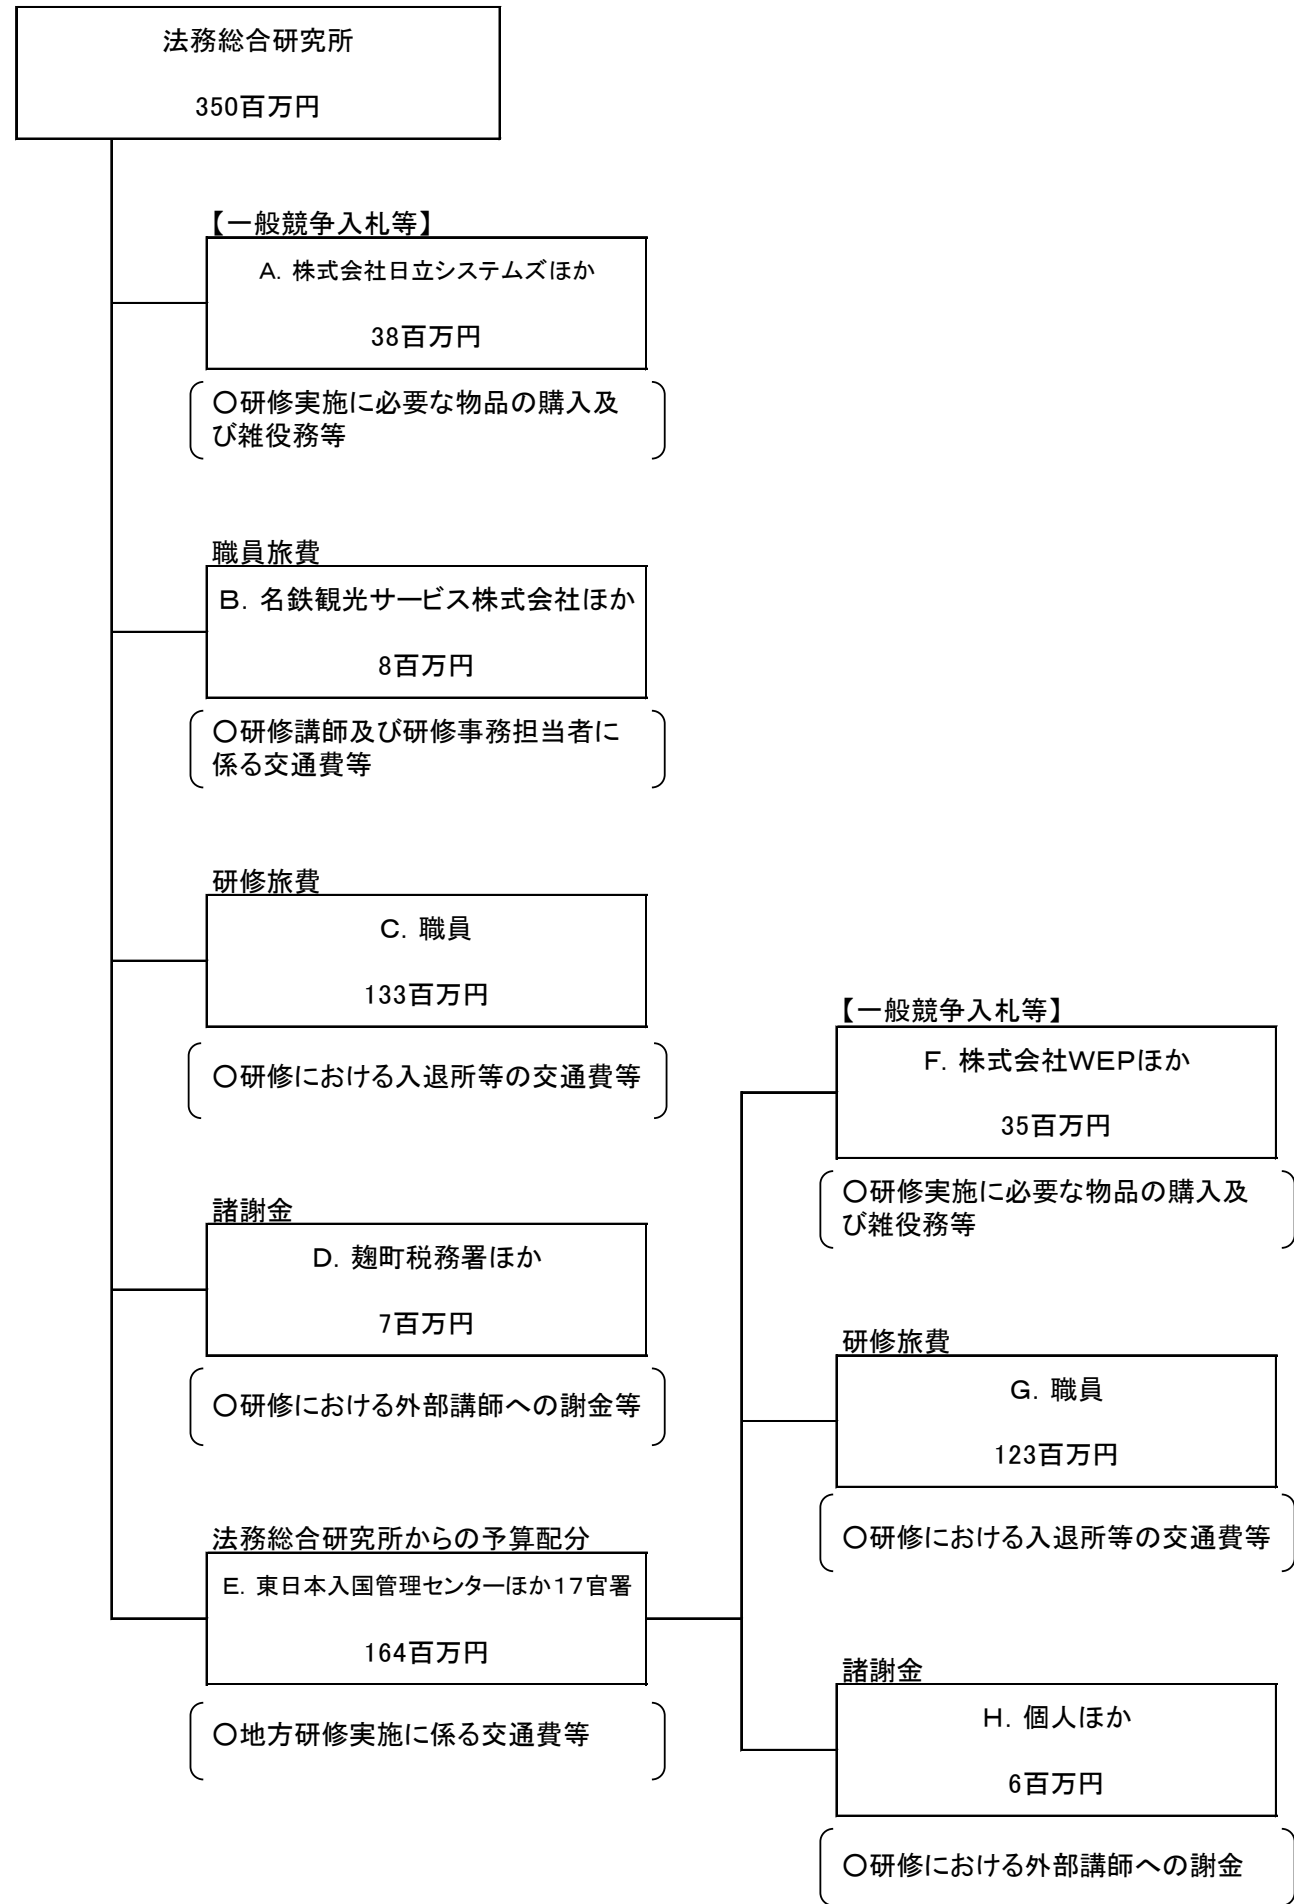 法務総合研究所
350百万円
【一般競争入札等】
A. 株式会社日立システムズほか
38百万円
〇研修実施に必要な物品の購入及
び雑役務等
職員旅費
B. 名鉄観光サービス株式会社ほか
8百万円
〇研修講師及び研修事務担当者に
係る交通費等
研修旅費
C. 職員
133百万円
〇研修における入退所等の交通費等
諸謝金
D. 麹町税務署ほか
7百万円
〇研修における外部講師への謝金等
法務総合研究所からの予算配分
E. 東日本入国管理センターほか17官署
164百万円
〇地方研修実施に係る交通費等
【一般競争入札等】
F. 株式会社WEPほか
35百万円
〇研修実施に必要な物品の購入及
び雑役務等
研修旅費
G. 職員
123百万円
〇研修における入退所等の交通費等
諸謝金
H. 個人ほか
6百万円
〇研修における外部講師への謝金